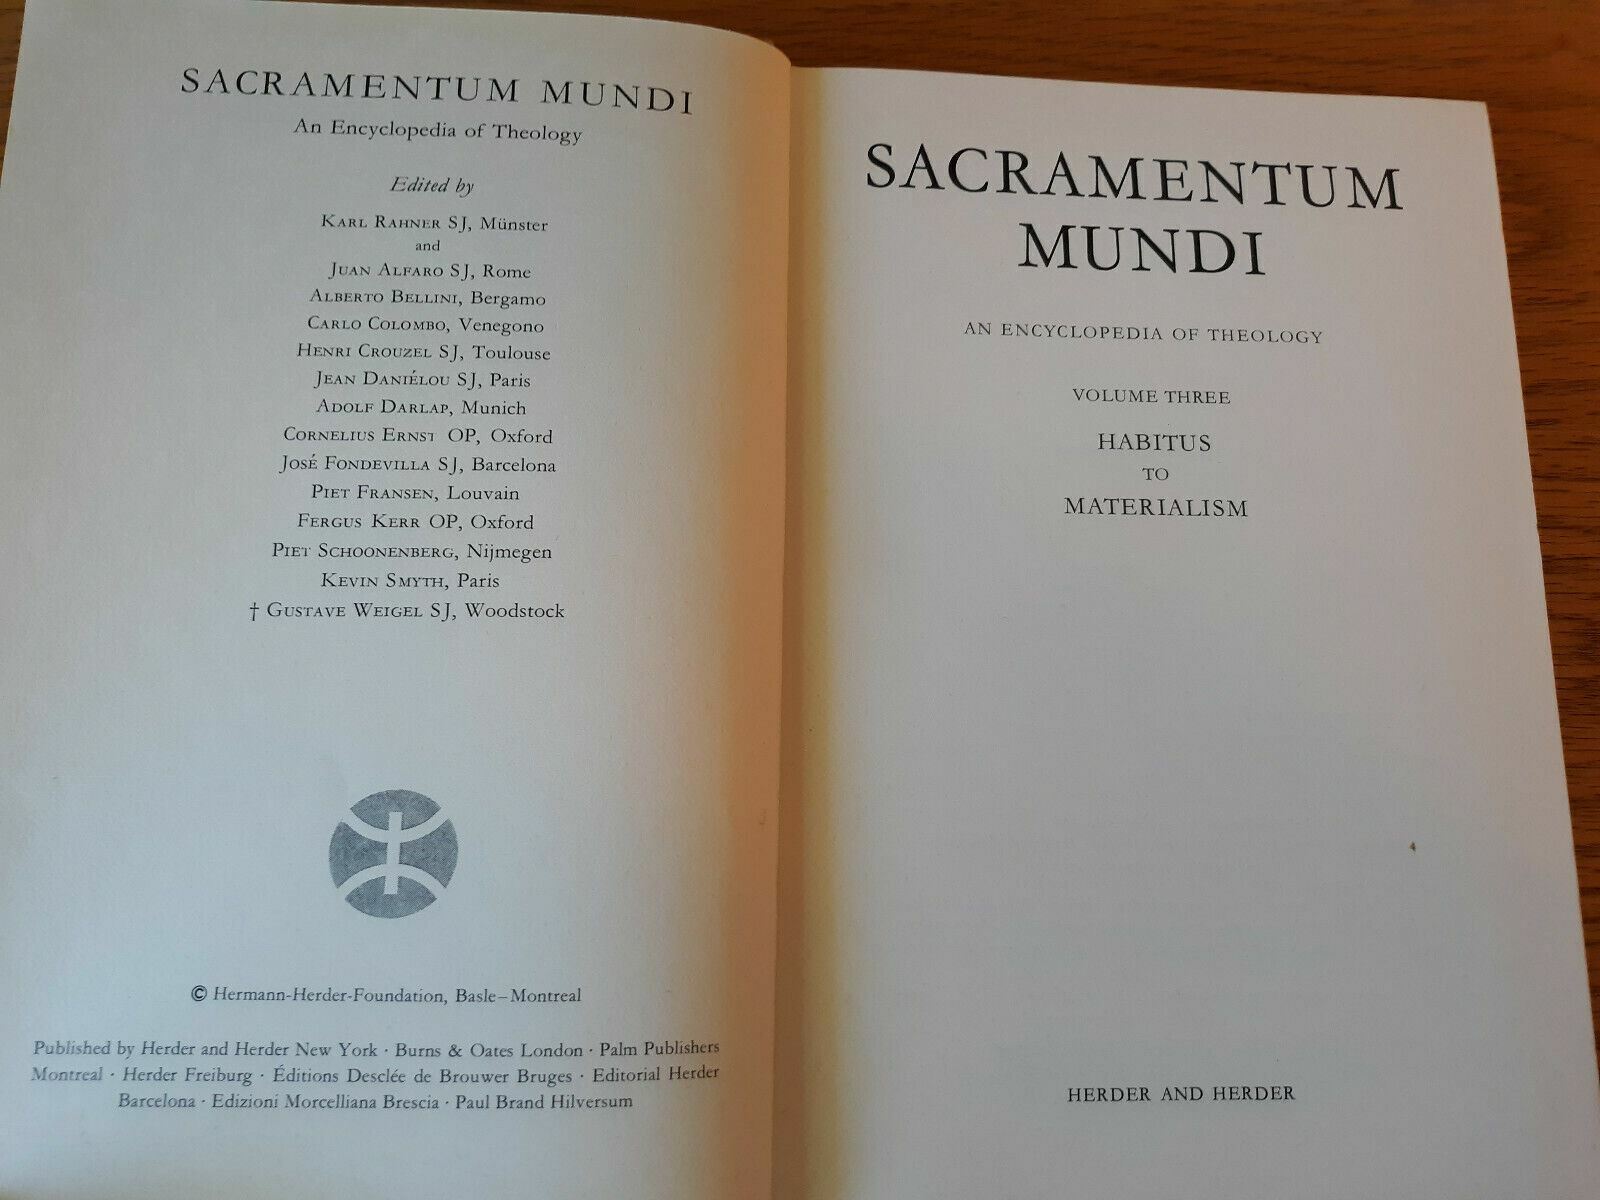 SACRAMENTUM MUNDI
An Encyclopedia of Theology
Edited by
KARL RAHNER SJ, Münster
and
JUAN ALFARO SJ, Rome
ALBERTO BELLINI, Bergamo
CARLO COLOMBO, Venegono
HENRI CROUZEL SJ, Toulouse
JEAN DANIÉLOU SJ, Paris
ADOLF DARLAP, Munich
CORNELIUS ERNST OP, Oxford
JOSÉ FONDEVILLA SJ, Barcelona
PIET FRANSEN, Louvain
FERGUS KERR OP, Oxford
PIET SCHOONENBERG, Nijmegen
KEVIN SMYTH, Paris
† GUSTAVE WEIGEL SJ, Woodstock
© Hermann-Herder-Foundation, Basle–Montreal
Published by Herder and Herder New York · Burns & Oates London · Palm Publishers
Montreal · Herder Freiburg · Éditions Desclée de Brouwer Bruges · Editorial Herder
Barcelona · Edizioni Morcelliana Brescia · Paul Brand Hilversum
SACRAMENTUM
MUNDI
AN ENCYCLOPEDIA OF THEOLOGY
VOLUME THREE
HABITUS
TO
MATERIALISM
HERDER AND HERDER